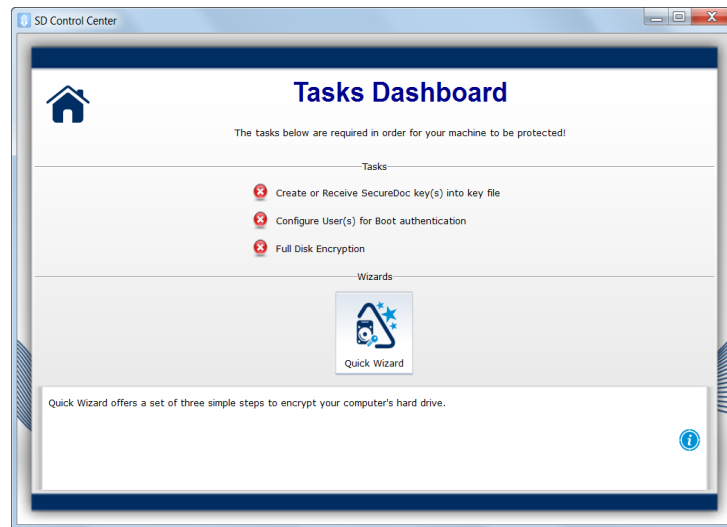 SD Control Center
Tasks Dashboard
The tasks below are required in order for your machine to be protected!
Tasks
Create or Receive SecureDoc key(s) into key file
Configure User(s) for Boot authentication
Full Disk Encryption
Wizards
Quick Wizard
Quick Wizard offers a set of three simple steps to encrypt your computer's hard drive.